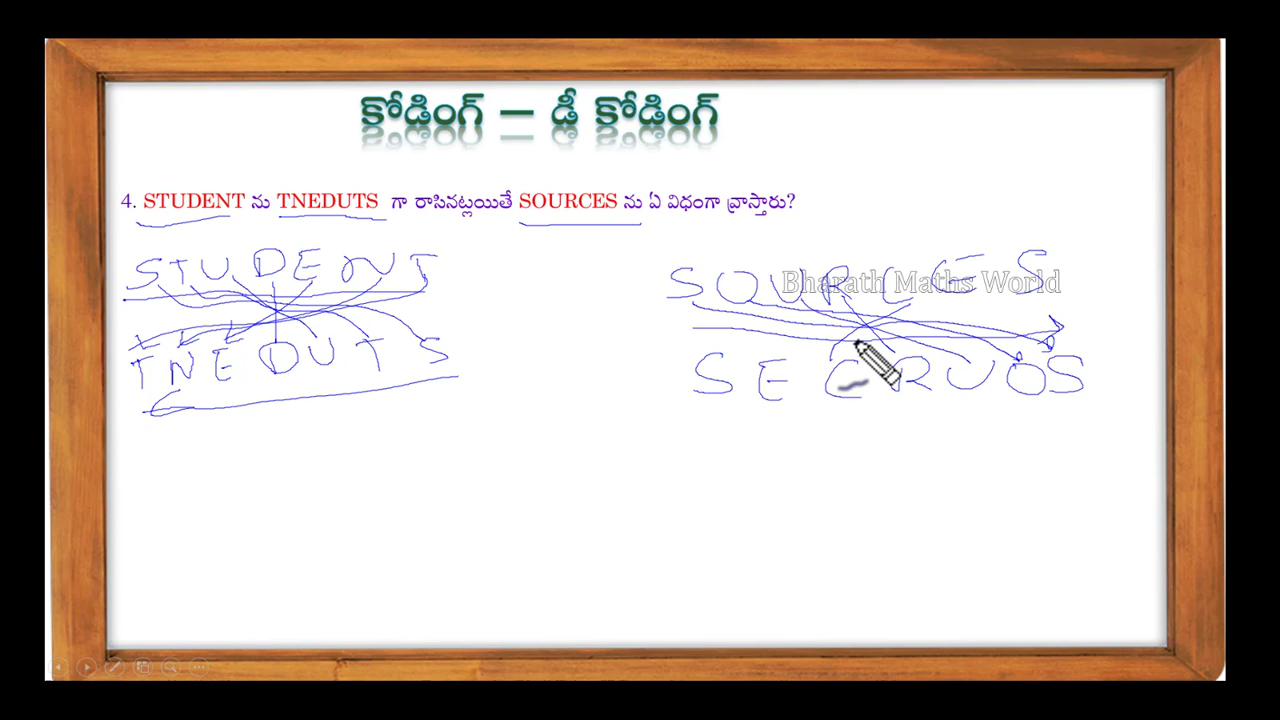 కోడింగ్ – డీ కోడింగ్
4. STUDENT ను TNEDUTS గా రాసినట్లయితే SOURCES ను ఏ విధంగా వ్రాస్తారు?
STUDENT
SOURCES
Bharath Maths World
TNEDUTS
SECRUOS